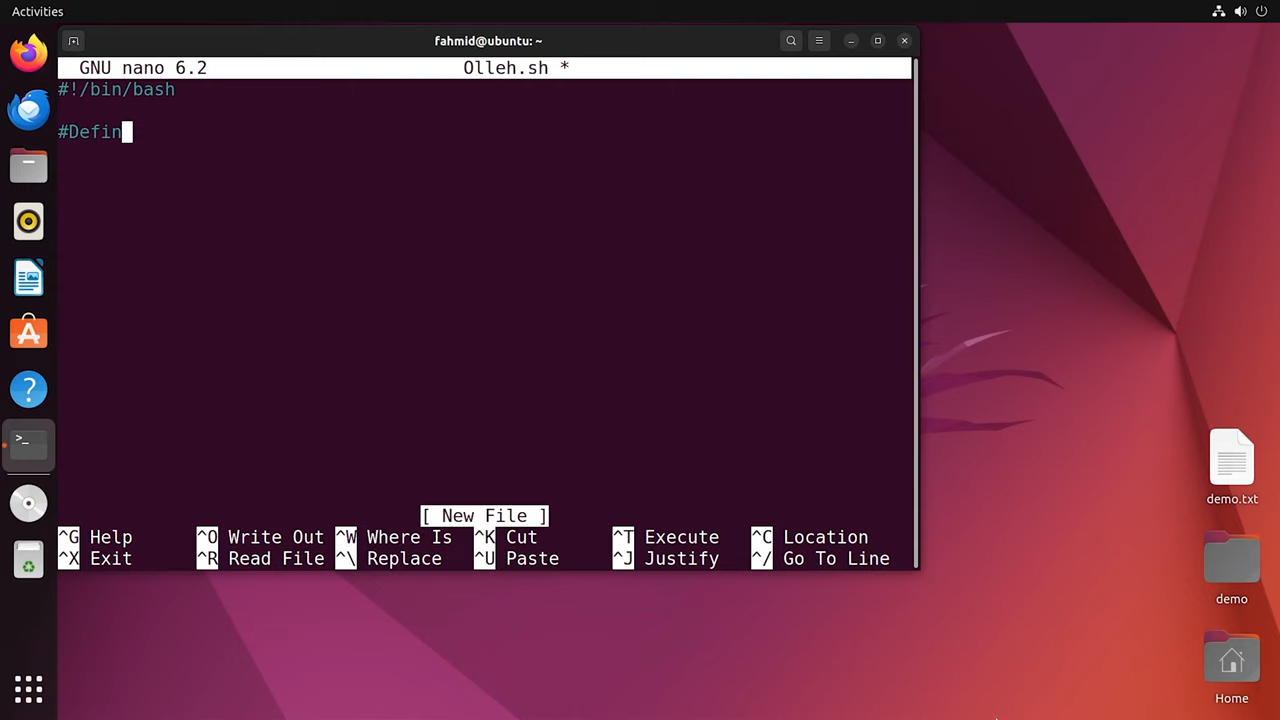 Activities
fahmid@ubuntu: ~
GNU nano 6.2 Olleh.sh *
#!/bin/bash
#Defin
[ New File ]
^G Help ^O Write Out ^W Where Is ^K Cut ^T Execute ^C Location
^X Exit ^R Read File ^\ Replace ^U Paste ^J Justify ^/ Go To Line
demo.txt
demo
Home